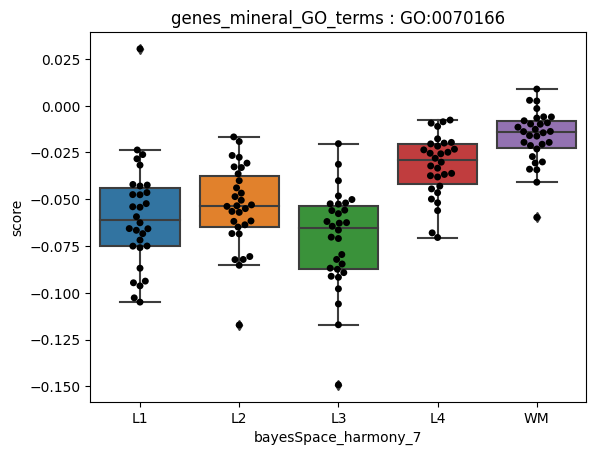 genes_mineral_GO_terms : GO:0070166
0.025
0.000
−0.025
−0.050
−0.075
−0.100
−0.125
−0.150
score
L1 L2 L3 L4 WM
bayesSpace_harmony_7